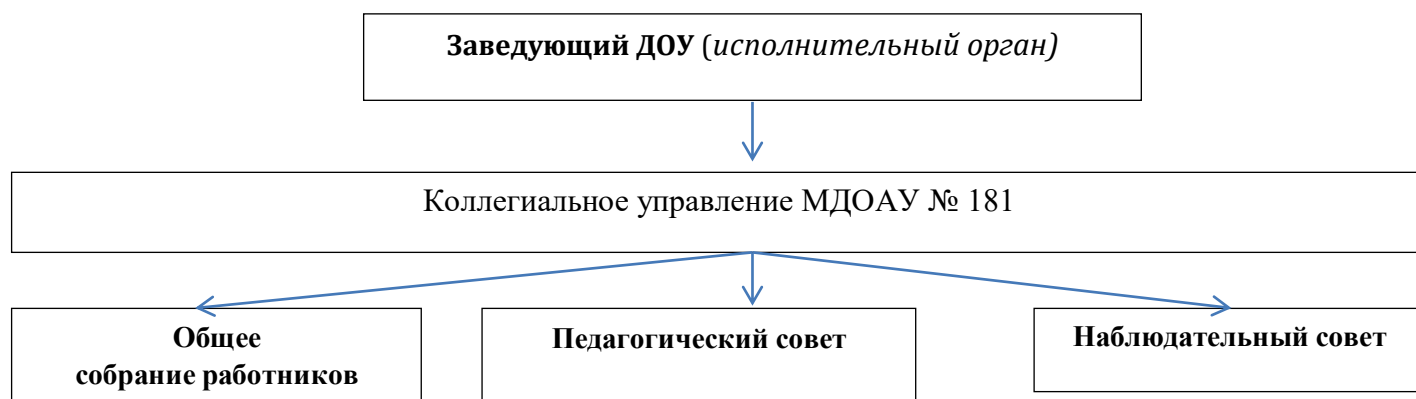 Заведующий ДОУ (исполнительный орган)
Коллегиальное управление МДОАУ № 181
Общее
собрание работников
Педагогический совет
Наблюдательный совет